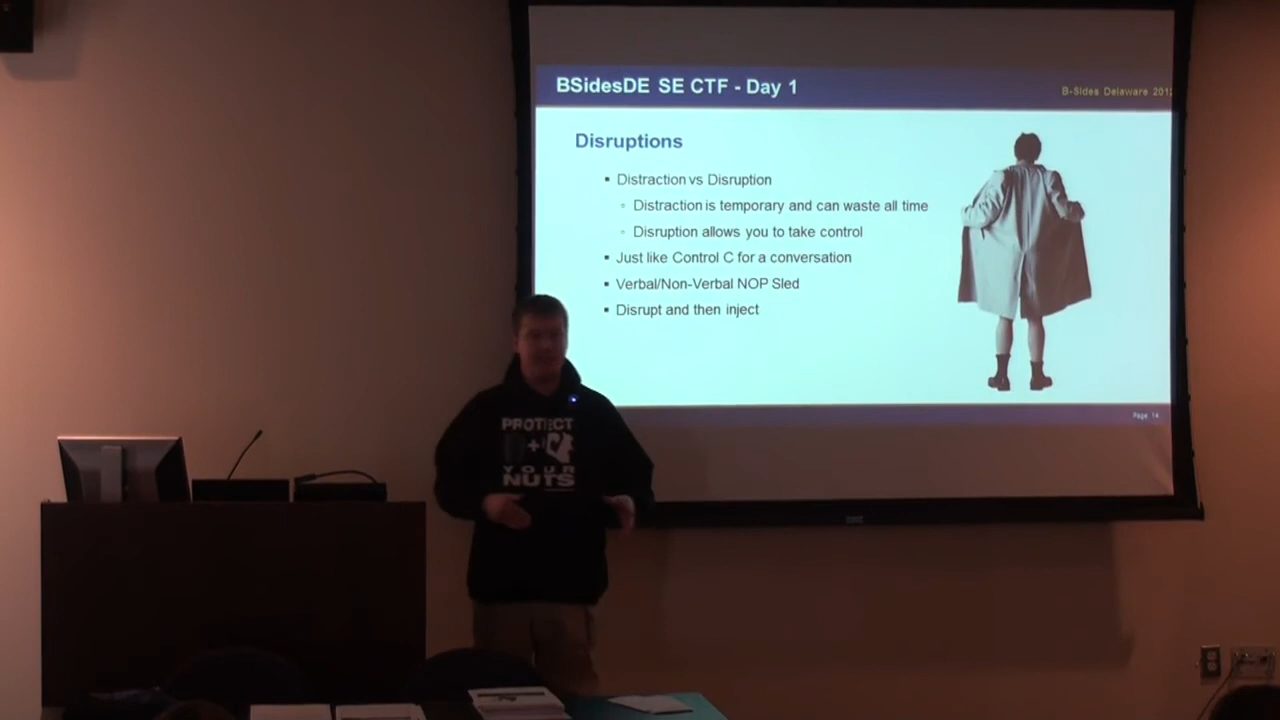 BSidesDE SE CTF - Day 1
B-Sides Delaware 2012
Disruptions
▪ Distraction vs Disruption
◦ Distraction is temporary and can waste all time
◦ Disruption allows you to take control
▪ Just like Control C for a conversation
▪ Verbal/Non-Verbal NOP Sled
▪ Disrupt and then inject
Page 14
PROTECT
+
YOUR
NUTS